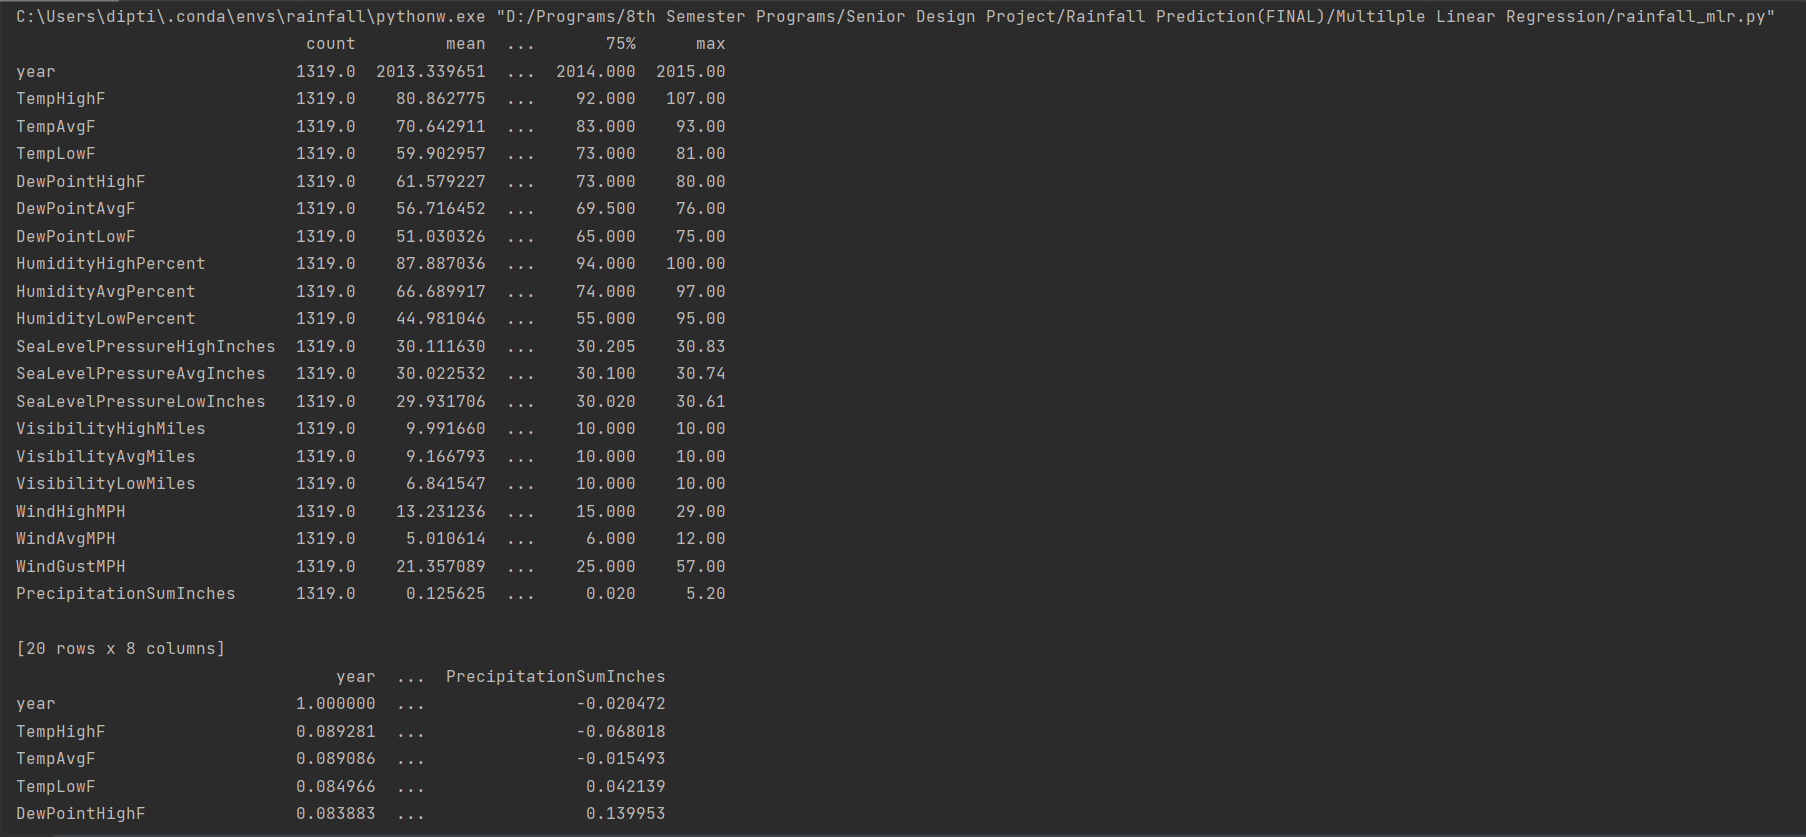 C:\Users\dipti\.conda\envs\rainfall\pythonw.exe "D:/Programs/8th Semester Programs/Senior Design Project/Rainfall Prediction(FINAL)/Multilple Linear Regression/rainfall_mlr.py"
count mean ... 75% max
year 1319.0 2013.339651 ... 2014.000 2015.00
TempHighF 1319.0 80.862775 ... 92.000 107.00
TempAvgF 1319.0 70.642911 ... 83.000 93.00
TempLowF 1319.0 59.902957 ... 73.000 81.00
DewPointHighF 1319.0 61.579227 ... 73.000 80.00
DewPointAvgF 1319.0 56.716452 ... 69.500 76.00
DewPointLowF 1319.0 51.030326 ... 65.000 75.00
HumidityHighPercent 1319.0 87.887036 ... 94.000 100.00
HumidityAvgPercent 1319.0 66.689917 ... 74.000 97.00
HumidityLowPercent 1319.0 44.981046 ... 55.000 95.00
SeaLevelPressureHighInches 1319.0 30.111630 ... 30.205 30.83
SeaLevelPressureAvgInches 1319.0 30.022532 ... 30.100 30.74
SeaLevelPressureLowInches 1319.0 29.931706 ... 30.020 30.61
VisibilityHighMiles 1319.0 9.991660 ... 10.000 10.00
VisibilityAvgMiles 1319.0 9.166793 ... 10.000 10.00
VisibilityLowMiles 1319.0 6.841547 ... 10.000 10.00
WindHighMPH 1319.0 13.231236 ... 15.000 29.00
WindAvgMPH 1319.0 5.010614 ... 6.000 12.00
WindGustMPH 1319.0 21.357089 ... 25.000 57.00
PrecipitationSumInches 1319.0 0.125625 ... 0.020 5.20
[20 rows x 8 columns]
year ... PrecipitationSumInches
year 1.000000 ... -0.020472
TempHighF 0.089281 ... -0.068018
TempAvgF 0.089086 ... -0.015493
TempLowF 0.084966 ... 0.042139
DewPointHighF 0.083883 ... 0.139953